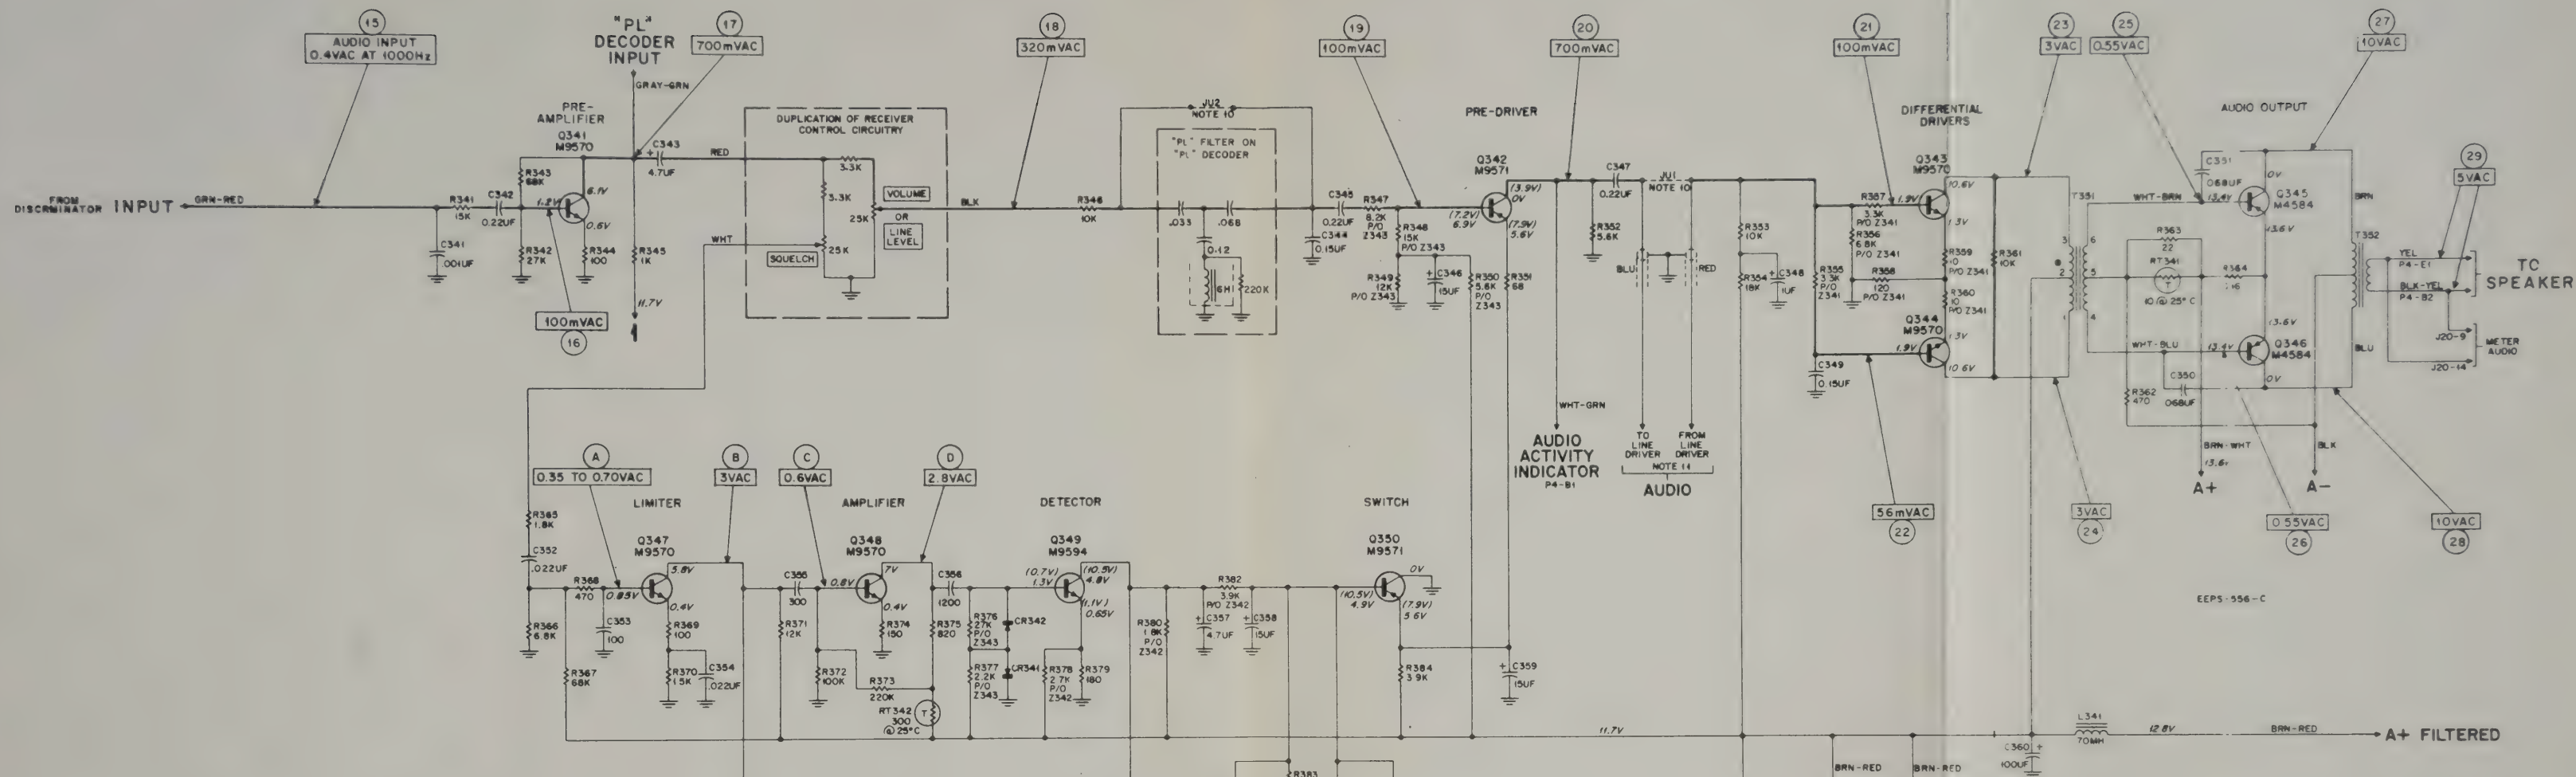 15
AUDIO INPUT
0.4VAC AT 1000Hz
"PL"
DECODER
INPUT
17
700mVAC
18
320mVAC
19
100mVAC
20
700mVAC
21
100mVAC
23
3VAC
25
0.55VAC
27
10VAC
29
5VAC
GRAY-GRN
PRE-
AMPLIFIER
Q341
M9570
C343
4.7UF
RED
DUPLICATION OF RECEIVER
CONTROL CIRCUITRY
3.3K
3.3K
VOLUME
25K
OR
LINE
LEVEL
25K
SQUELCH
JU2
NOTE 10
"PL" FILTER ON
"PL" DECODER
.033
.068
0.12
6H
220K
PRE-DRIVER
Q342
M9571
(3.9V)
0V
(7.2V)
6.9V
(7.9V)
5.6V
C347
0.22UF
JU1
NOTE 10
DIFFERENTIAL
DRIVERS
Q343
M9570
10.6V
1.9V
1.3V
AUDIO OUTPUT
C351
.068UF
0V
Q345
M4584
13.4V
13.6V
FROM
DISCRMINATOR
INPUT
GRN-RED
R341
15K
C342
0.22UF
C341
.001UF
R343
68K
6.1V
1.2V
0.6V
R342
27K
R344
100
R345
1K
11.7V
100mVAC
16
WHT
BLK
R346
10K
C345
0.22UF
C344
0.15UF
R347
8.2K
P/O
Z343
R348
15K
P/O Z343
R349
12K
P/O Z343
C346
15UF
R350
5.6K
P/O
Z343
R351
68
R352
5.6K
BLU
RED
R353
10K
R354
18K
C348
1UF
R355
3.3K
P/O
Z341
R357
3.3K
P/O Z341
R356
6.8K
P/O Z341
R358
120
P/O Z341
R359
10
P/O Z341
R360
10
P/O Z341
R361
10K
Q344
M9570
1.3V
1.9V
10.6V
C349
0.15UF
T351
3
2
1
6
5
4
WHT-BRN
R363
22
RT341
T
10 @ 25°C
R364
WHT-BLU
13.4V
13.6V
Q346
M4584
0V
C350
.068UF
R362
470
BRN
T352
BLU
YEL
P4-E1
BLK-YEL
P4-B2
TO
SPEAKER
J20-9
METER
AUDIO
J20-14
BRN-WHT
13.6V
A+
BLK
A-
WHT-GRN
AUDIO
ACTIVITY
INDICATOR
P4-B1
TO
LINE
DRIVER
FROM
LINE
DRIVER
NOTE 11
AUDIO
56mVAC
22
3VAC
24
0.55VAC
26
10VAC
28
A
0.35 TO 0.70VAC
B
3VAC
C
0.6VAC
D
2.8VAC
LIMITER
AMPLIFIER
DETECTOR
SWITCH
R365
1.8K
C352
.022UF
R366
6.8K
R368
470
0.85V
C353
100
R367
68K
Q347
M9570
5.8V
0.4V
R369
100
R370
1.5K
C354
.022UF
C355
300
R371
12K
0.8V
R372
100K
Q348
M9570
7V
0.4V
R374
150
R373
220K
RT342
300
@ 25°C
T
R375
820
C356
1200
R376
27K
P/O
Z343
CR342
R377
2.2K
P/O
Z343
CR341
Q349
M9594
(0.7V)
1.3V
(10.5V)
4.8V
(1.1V)
0.65V
R378
2.7K
P/O
Z342
R379
180
R380
1.8K
P/O
Z342
R382
3.9K
P/O Z342
C357
4.7UF
C358
15UF
Q350
M9571
0V
(10.5V)
4.9V
(7.9V)
5.6V
R384
3.9K
C359
15UF
EEPS-556-C
11.7V
L341
70MH
12.8V
BRN-RED
A+ FILTERED
C360
100UF
BRN-RED
BRN-RED
R383